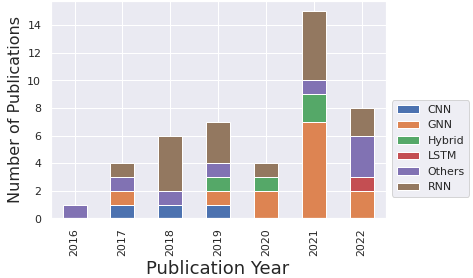 Number of Publications
14
12
10
8
6
4
2
0
2016
2017
2018
2019
2020
2021
2022
Publication Year
CNN
GNN
Hybrid
LSTM
Others
RNN